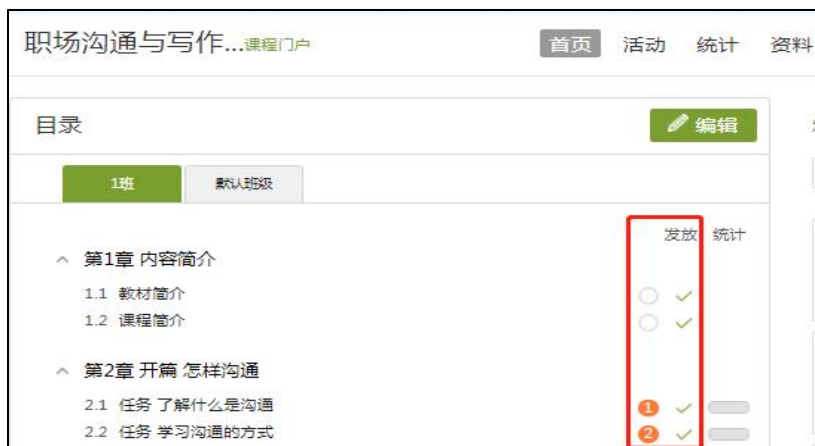 职场沟通与写作...课程门户 首页 活动 统计 资料
目录 编辑
1班 默认班级
发放 统计
第1章 内容简介
1.1 教材简介
1.2 课程简介
第2章 开篇 怎样沟通
2.1 任务 了解什么是沟通 1
2.2 任务 学习沟通的方式 2